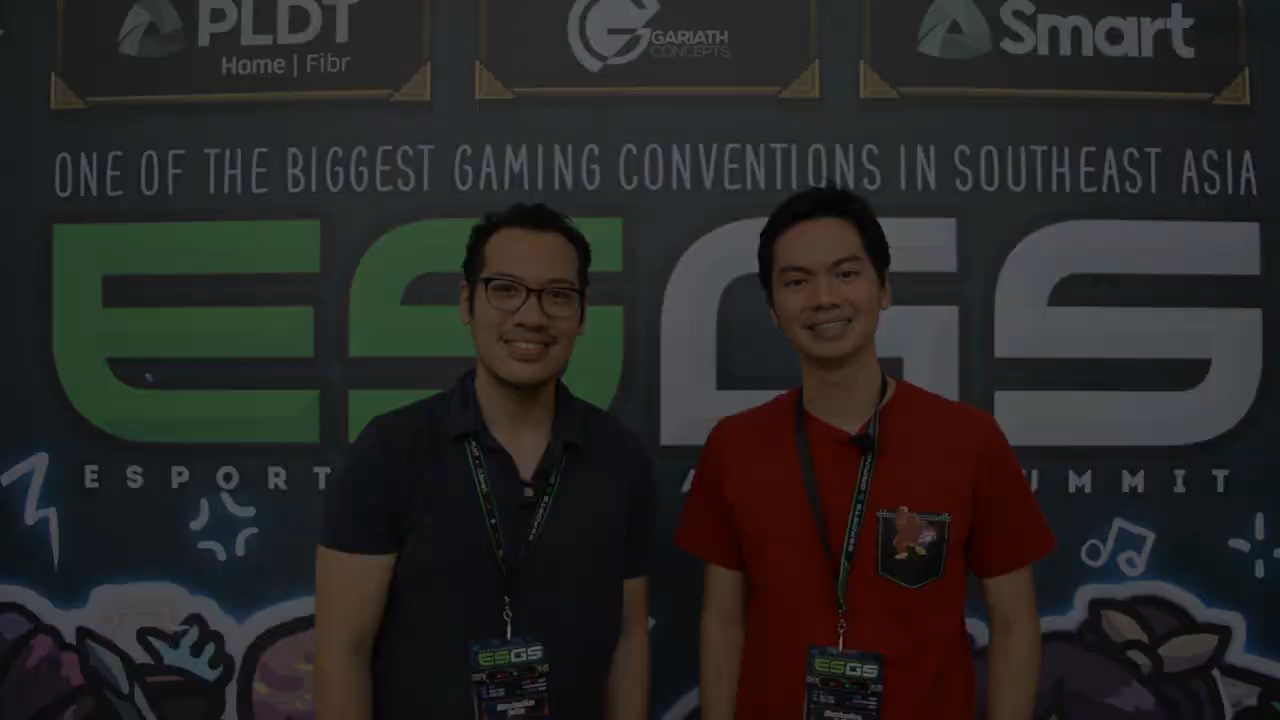 PLDT
Home | Fibr
GARIATH
CONCEPTS
Smart
ONE OF THE BIGGEST GAMING CONVENTIONS IN SOUTHEAST ASIA
ESGS
ESPORT
UMMIT
ESGS
ESGS